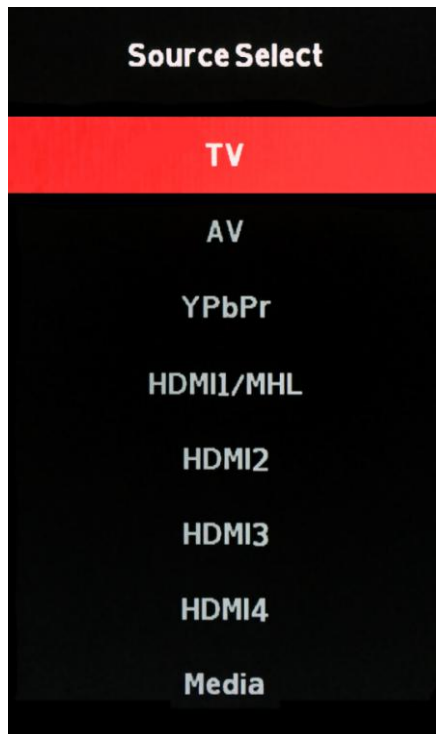 Source Select
TV
AV
YPbPr
HDMI1/MHL
HDMI2
HDMI3
HDMI4
Media